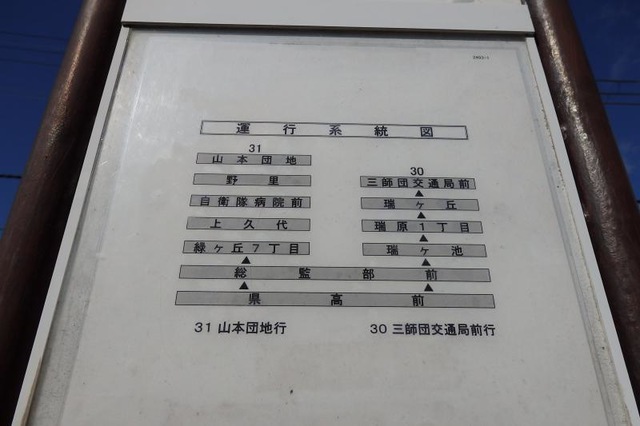 2403-1
運行系統図
31
山本団地
野里
自衛隊病院前
上久代
緑ヶ丘7丁目
30
三師団交通局前
瑞ヶ丘
瑞原1丁目
瑞ヶ池
総監部前
県高前
31 山本団地行
30 三師団交通局前行